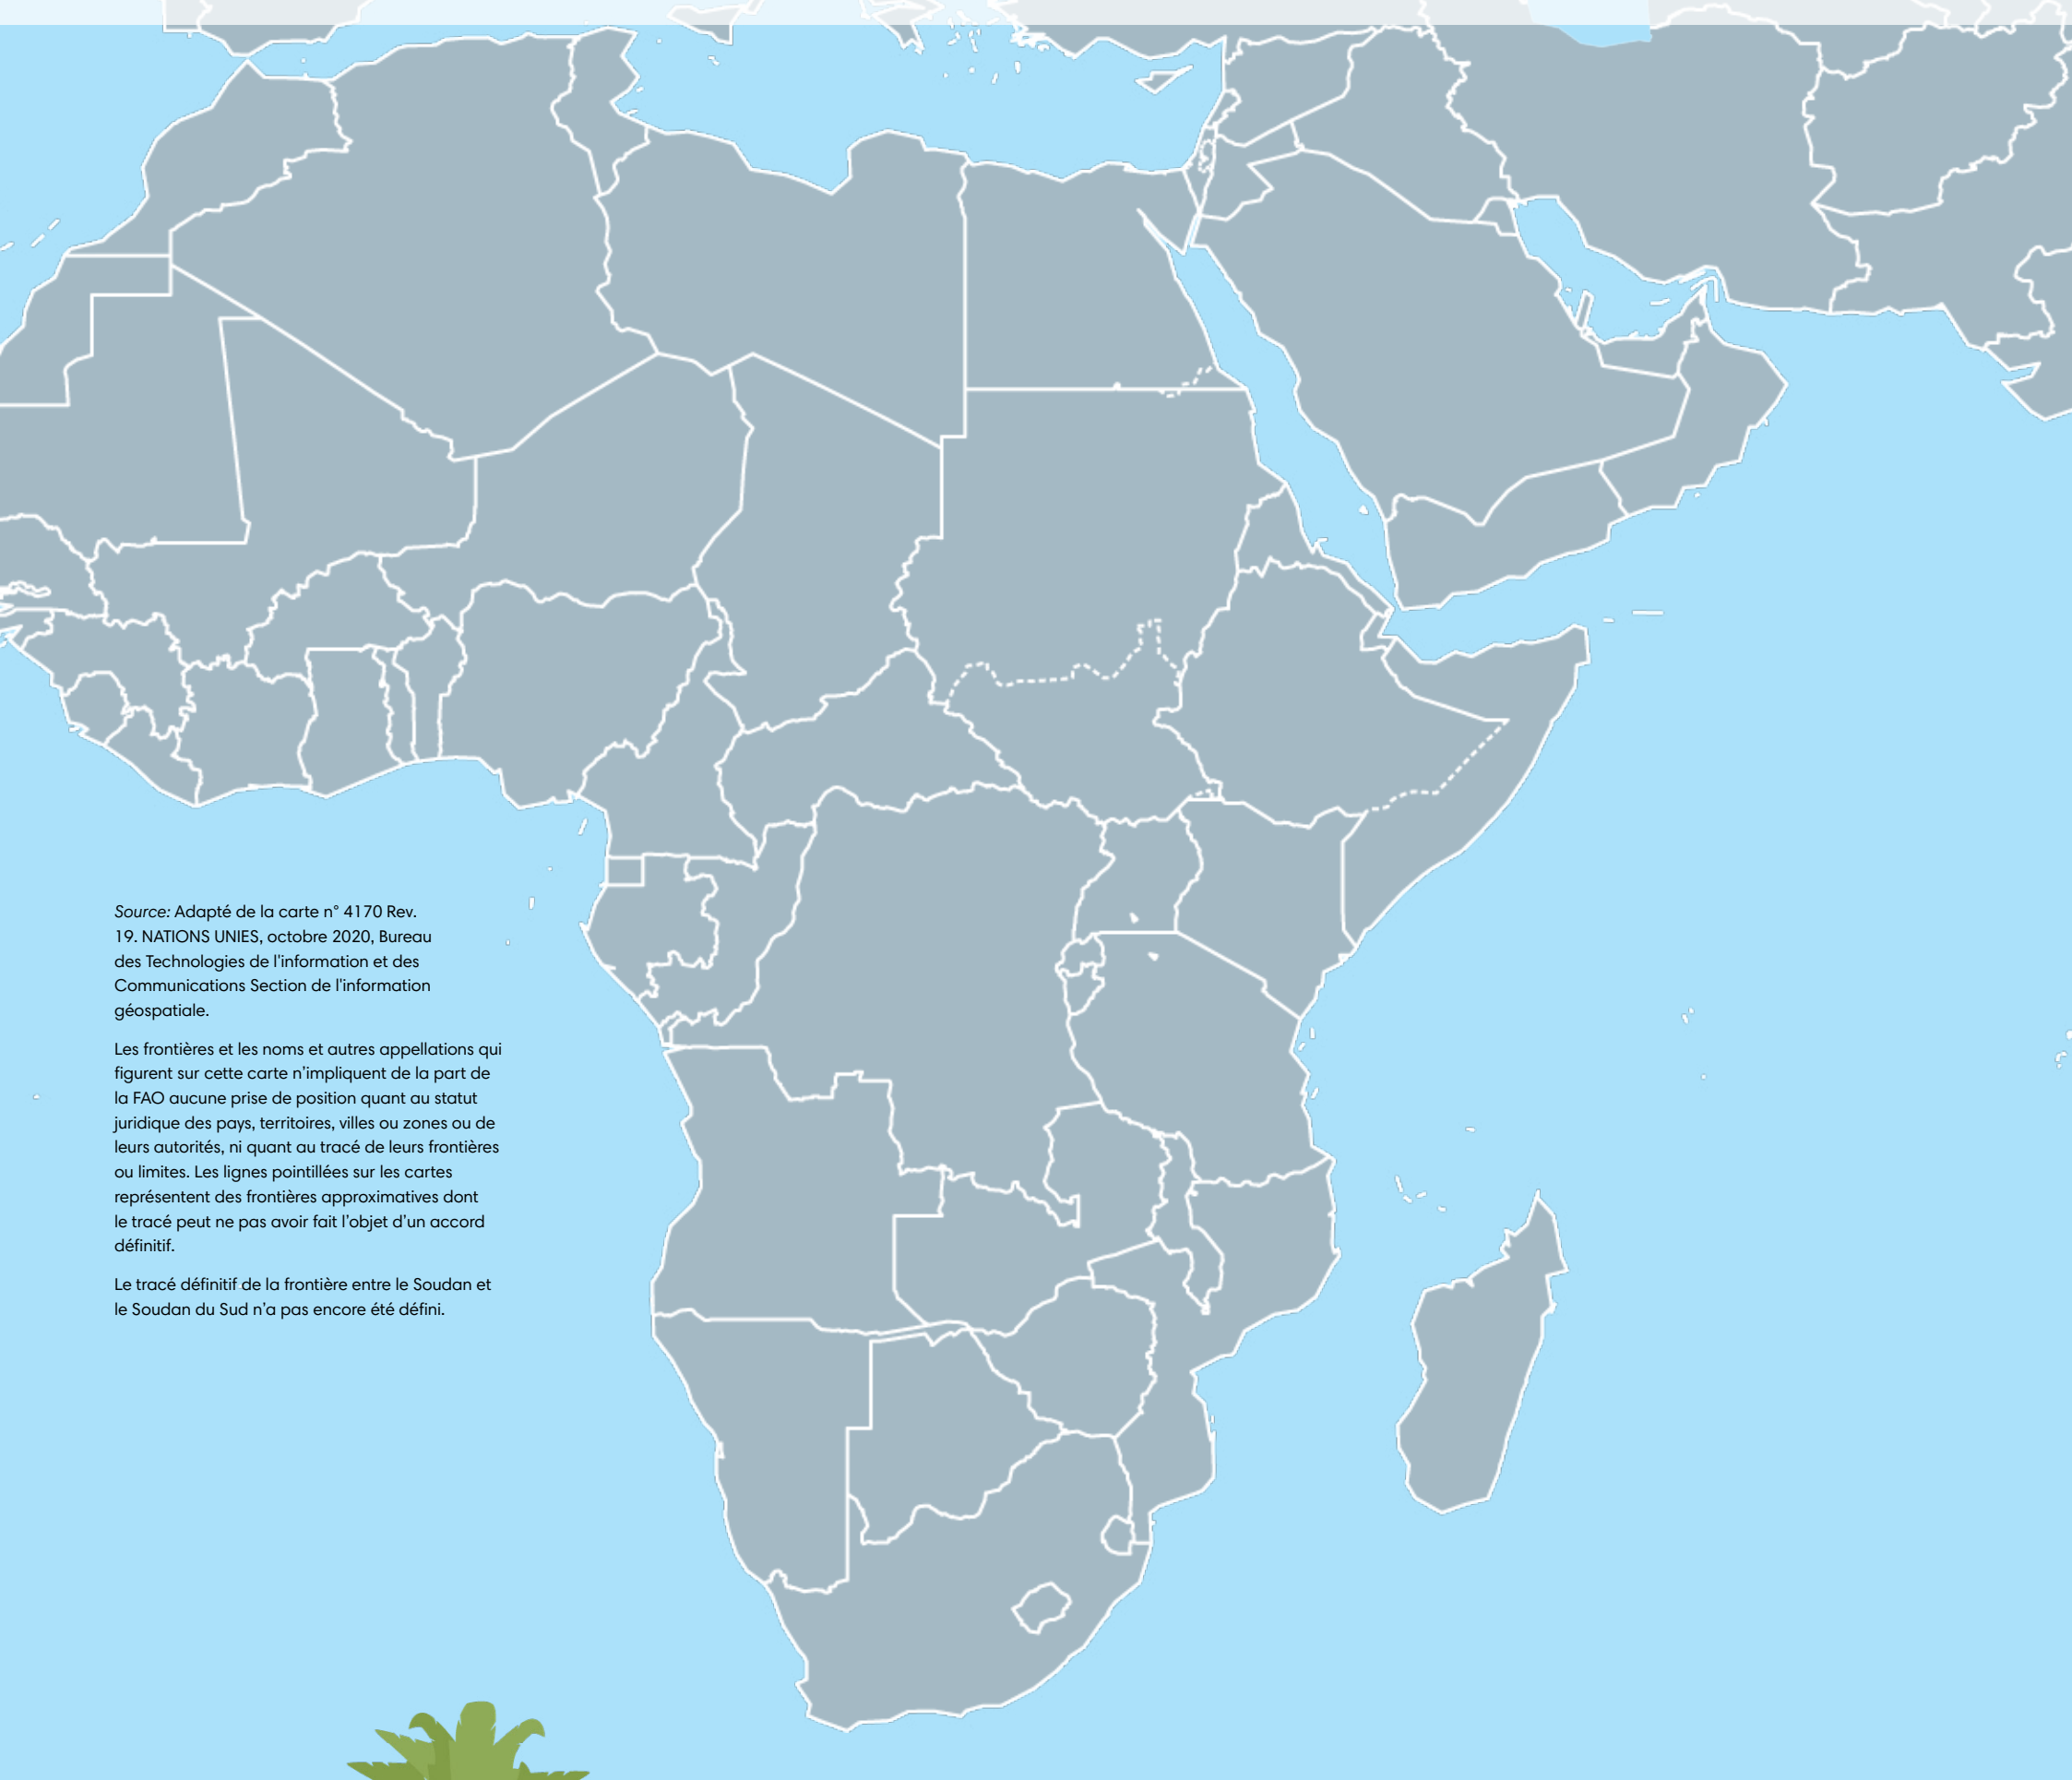 Source: Adapté de la carte n° 4170 Rev.
19. NATIONS UNIES, octobre 2020, Bureau
des Technologies de l'information et des
Communications Section de l'information
géospatiale.
Les frontières et les noms et autres appellations qui
figurent sur cette carte n’impliquent de la part de
la FAO aucune prise de position quant au statut
juridique des pays, territoires, villes ou zones ou de
leurs autorités, ni quant au tracé de leurs frontières
ou limites. Les lignes pointillées sur les cartes
représentent des frontières approximatives dont
le tracé peut ne pas avoir fait l’objet d’un accord
définitif.
Le tracé définitif de la frontière entre le Soudan et
le Soudan du Sud n’a pas encore été défini.